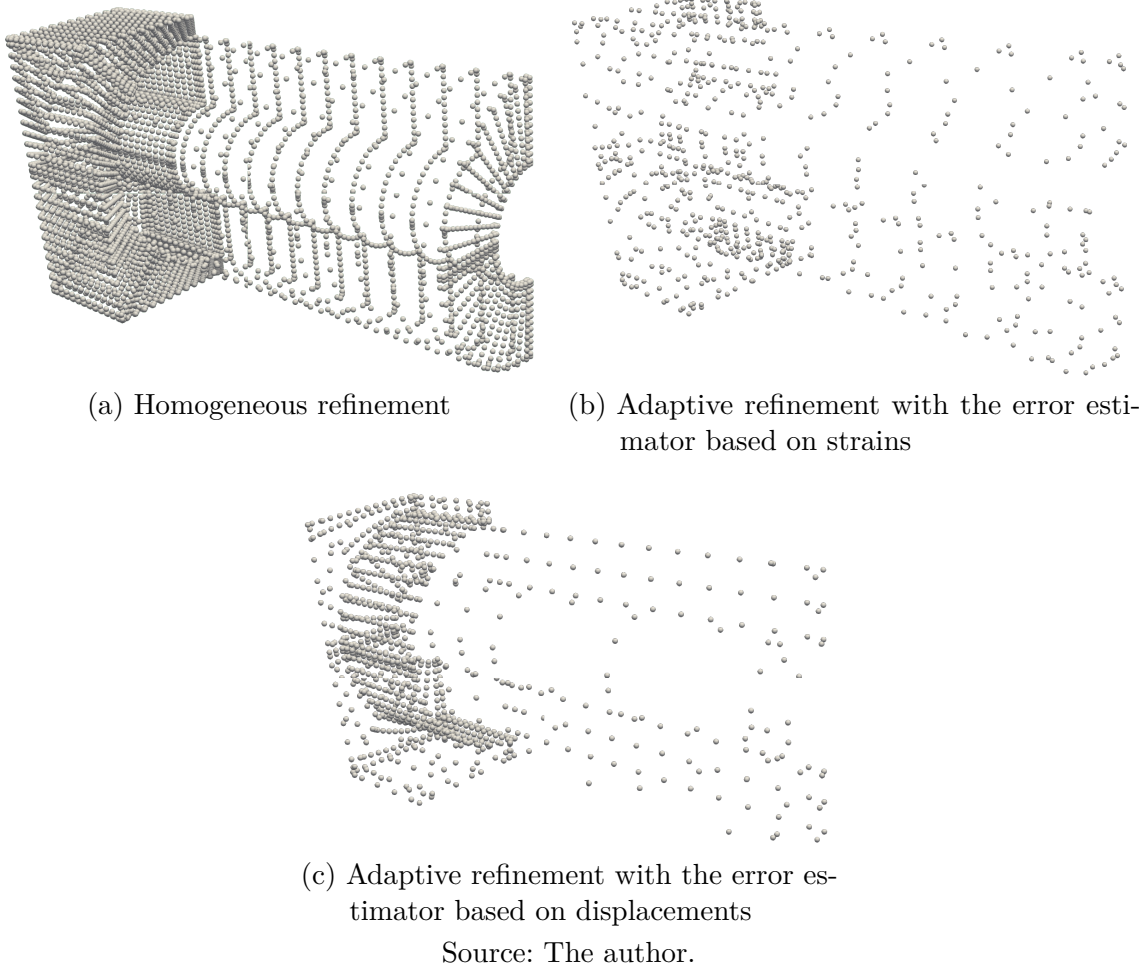 (a) Homogeneous refinement
(b) Adaptive refinement with the error esti-
mator based on strains
(c) Adaptive refinement with the error es-
timator based on displacements
Source: The author.